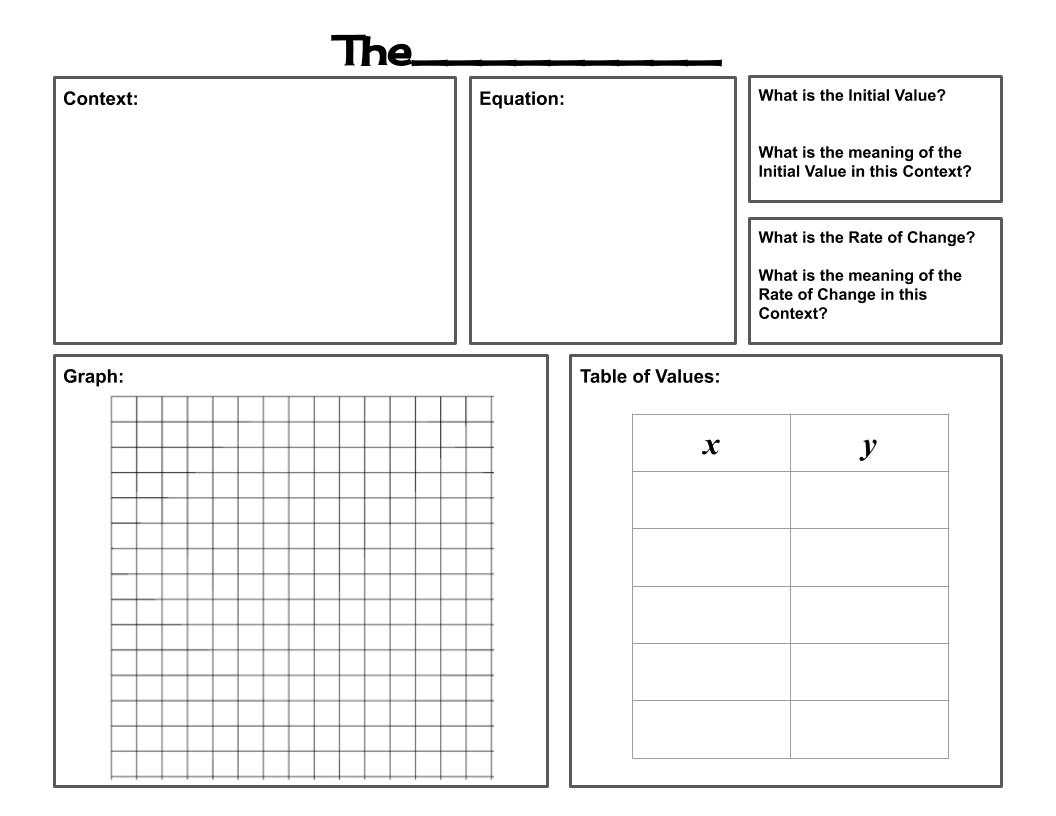 The____________
Context:
Equation:
What is the Initial Value?
What is the meaning of the
Initial Value in this Context?
What is the Rate of Change?
What is the meaning of the
Rate of Change in this
Context?
Graph:
Table of Values:
x y